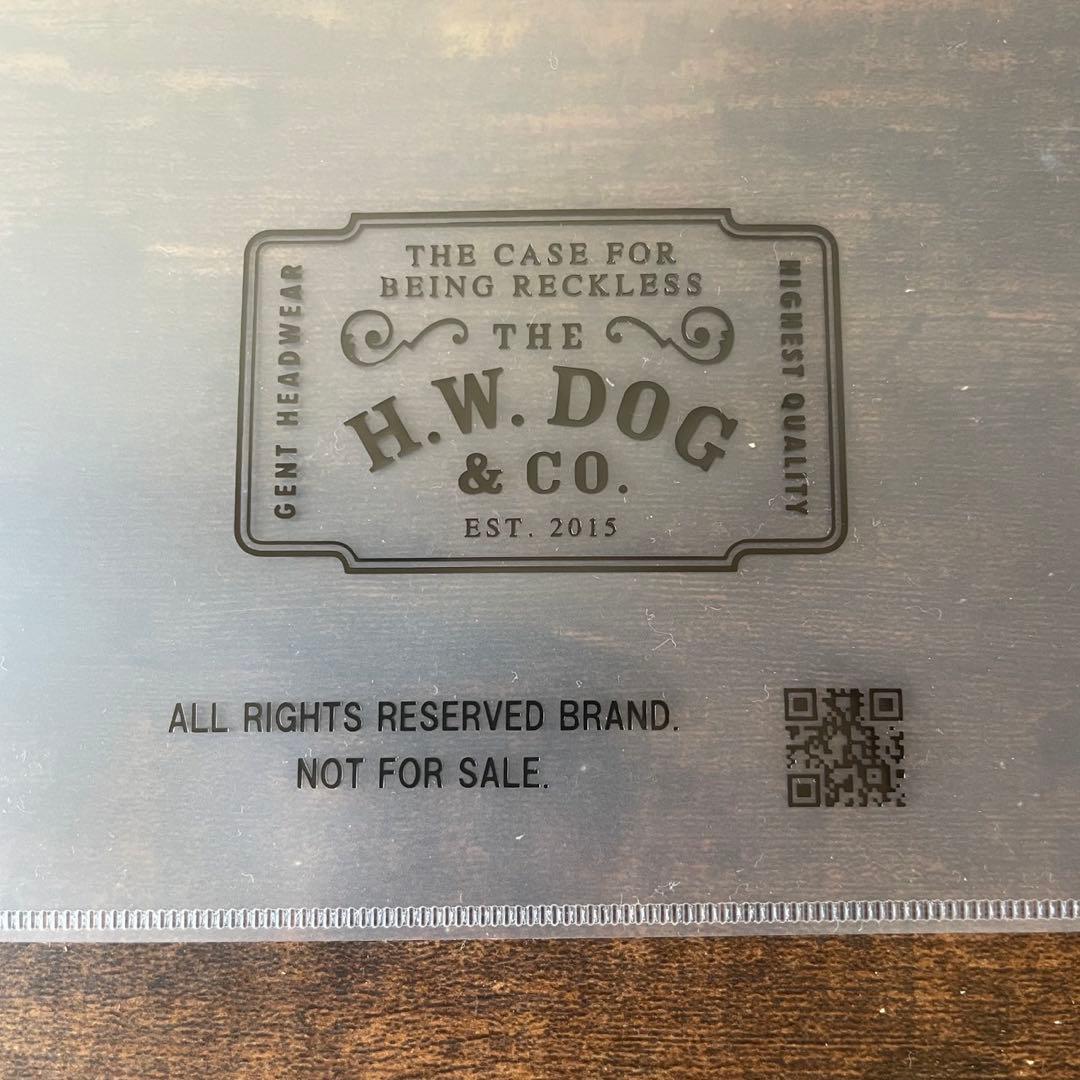 THE CASE FOR
BEING RECKLESS
THE
H.W. DOG
& CO.
EST. 2015
GENT HEADWEAR
HIGHEST QUALITY
ALL RIGHTS RESERVED BRAND.
NOT FOR SALE.